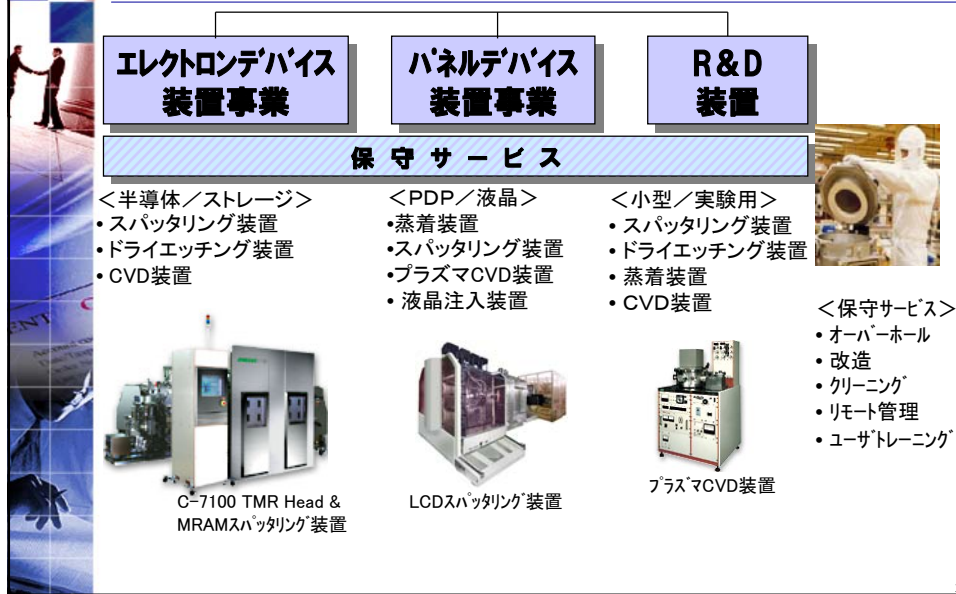 エレクトロンデバイス
装置事業
パネルデバイス
装置事業
R&D
装置
保守サービス
<半導体/ストレージ>
• スパッタリング装置
• ドライエッチング装置
• CVD装置
<PDP/液晶>
•蒸着装置
•スパッタリング装置
•プラズマCVD装置
• 液晶注入装置
<小型/実験用>
• スパッタリング装置
• ドライエッチング装置
• 蒸着装置
• CVD装置
<保守サービス>
• オーバーホール
• 改造
• クリーニング
• リモート管理
• ユーザトレーニング
C-7100 TMR Head &
MRAMスパッタリング装置
LCDスパッタリング装置
プラズマCVD装置